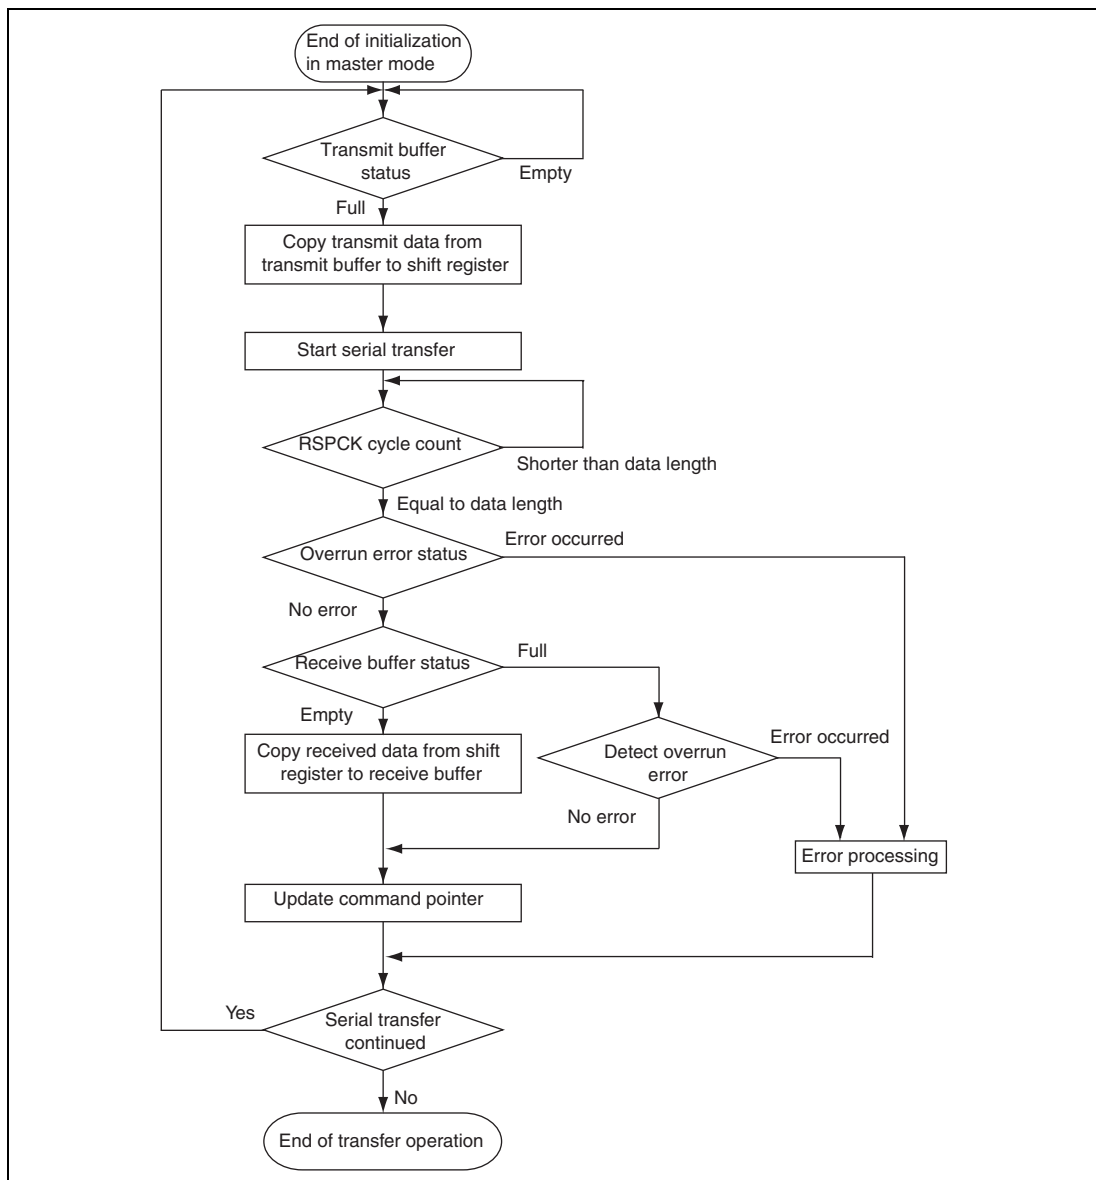 End of initialization
in master mode
Transmit buffer
status
Empty
Full
Copy transmit data from
transmit buffer to shift register
Start serial transfer
RSPCK cycle count
Shorter than data length
Equal to data length
Overrun error status
Error occurred
No error
Receive buffer status
Full
Empty
Copy received data from shift
register to receive buffer
Detect overrun
error
Error occurred
No error
Error processing
Update command pointer
Yes
Serial transfer
continued
No
End of transfer operation